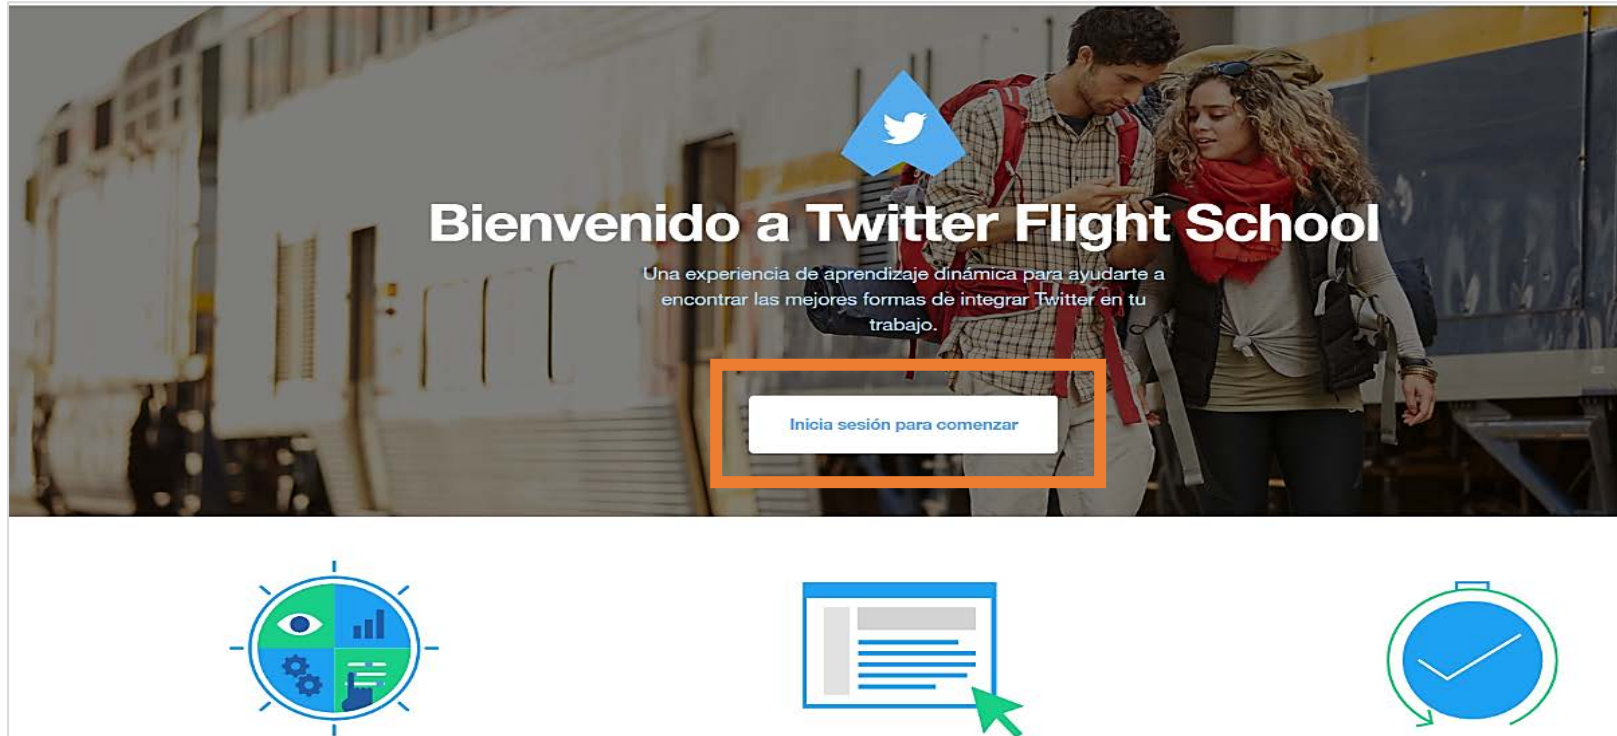 Bienvenido a Twitter Flight School
Una experiencia de aprendizaje dinámica para ayudarte a
encontrar las mejores formas de integrar Twitter en tu
trabajo.
Inicia sesión para comenzar